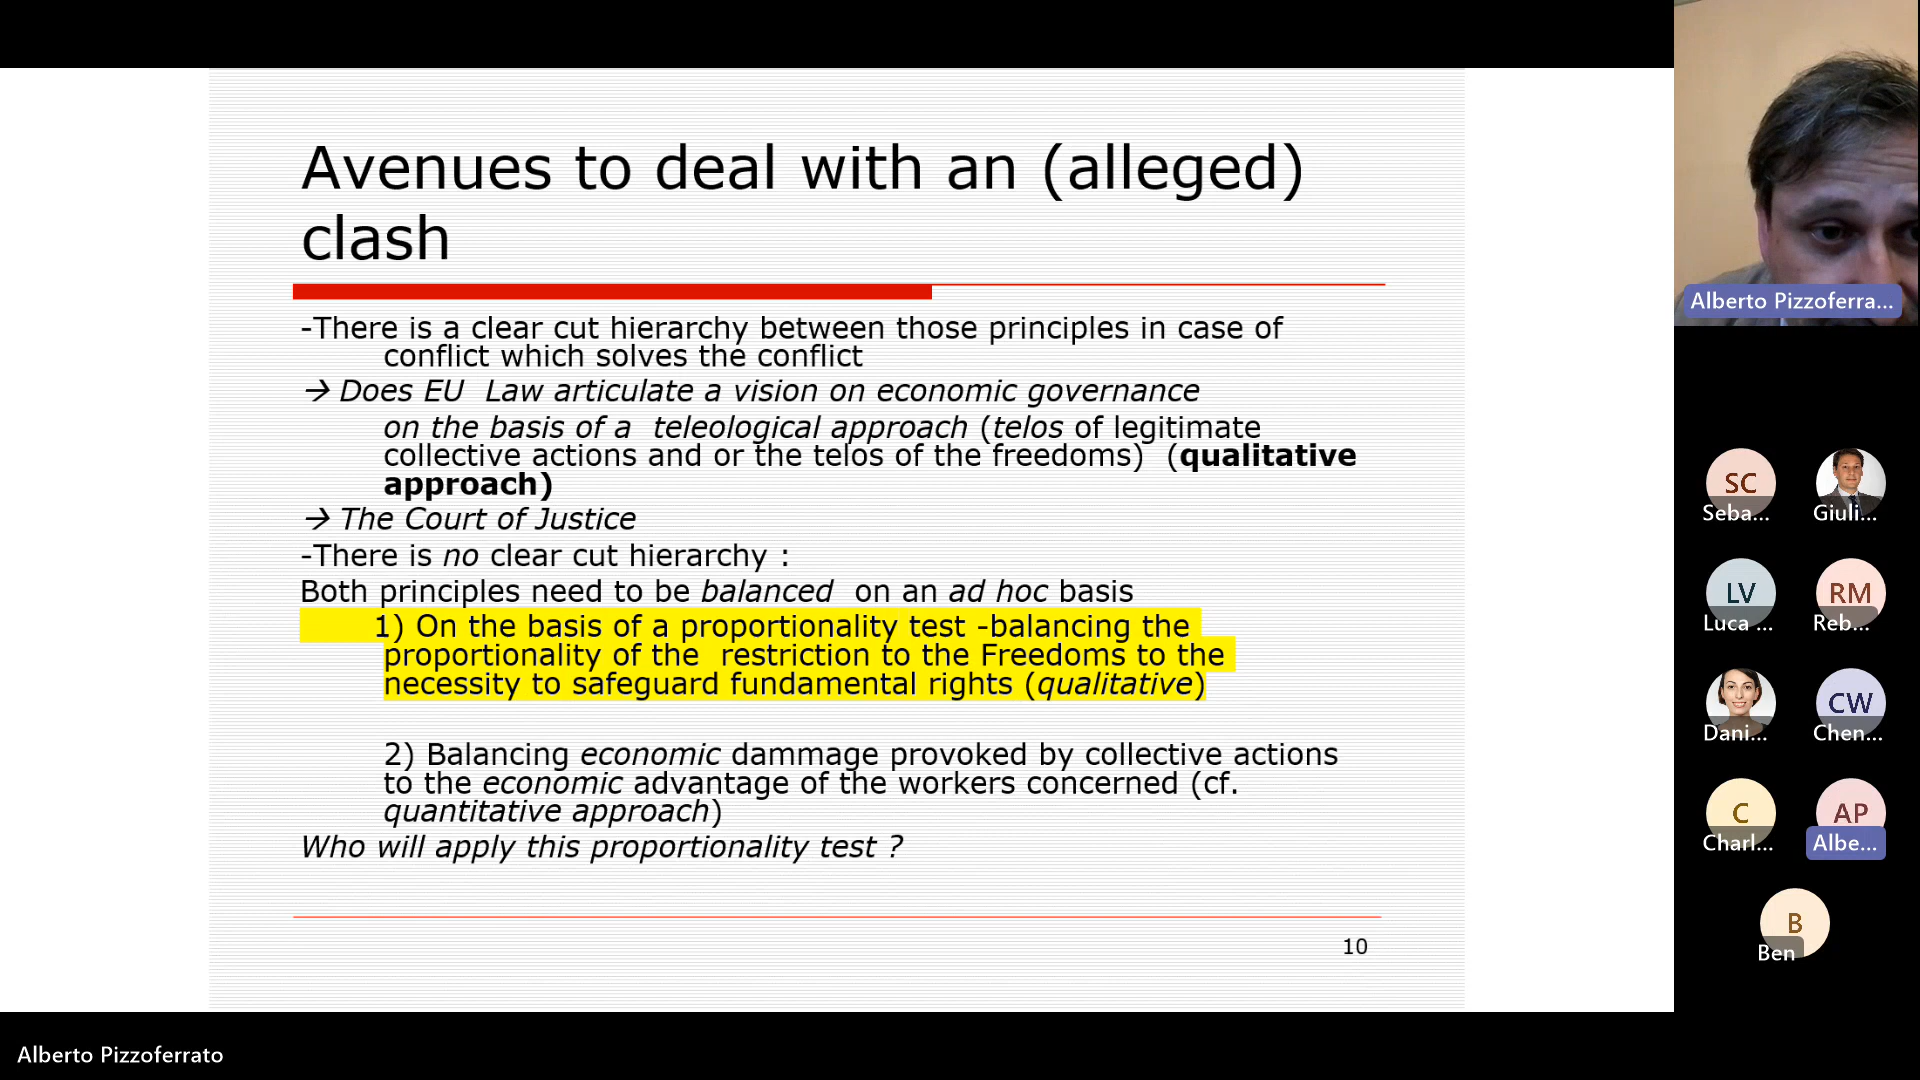 Avenues to deal with an (alleged)
clash
-There is a clear cut hierarchy between those principles in case of
conflict which solves the conflict
→ Does EU Law articulate a vision on economic governance
on the basis of a teleological approach (telos of legitimate
collective actions and or the telos of the freedoms) (qualitative
approach)
→ The Court of Justice
-There is no clear cut hierarchy :
Both principles need to be balanced on an ad hoc basis
1) On the basis of a proportionality test -balancing the
proportionality of the restriction to the Freedoms to the
necessity to safeguard fundamental rights (qualitative)
2) Balancing economic dammage provoked by collective actions
to the economic advantage of the workers concerned (cf.
quantitative approach)
Who will apply this proportionality test ?
10
Alberto Pizzoferra...
SC
Seba...
Giuli...
LV
Luca ...
RM
Reb...
Dani...
CW
Chen...
C
Charl...
AP
Albe...
B
Ben
Alberto Pizzoferrato